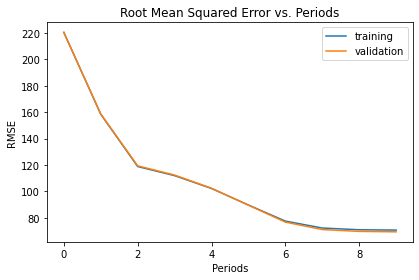 Root Mean Squared Error vs. Periods
training
validation
220
200
180
160
140
120
100
80
RMSE
0 2 4 6 8
Periods